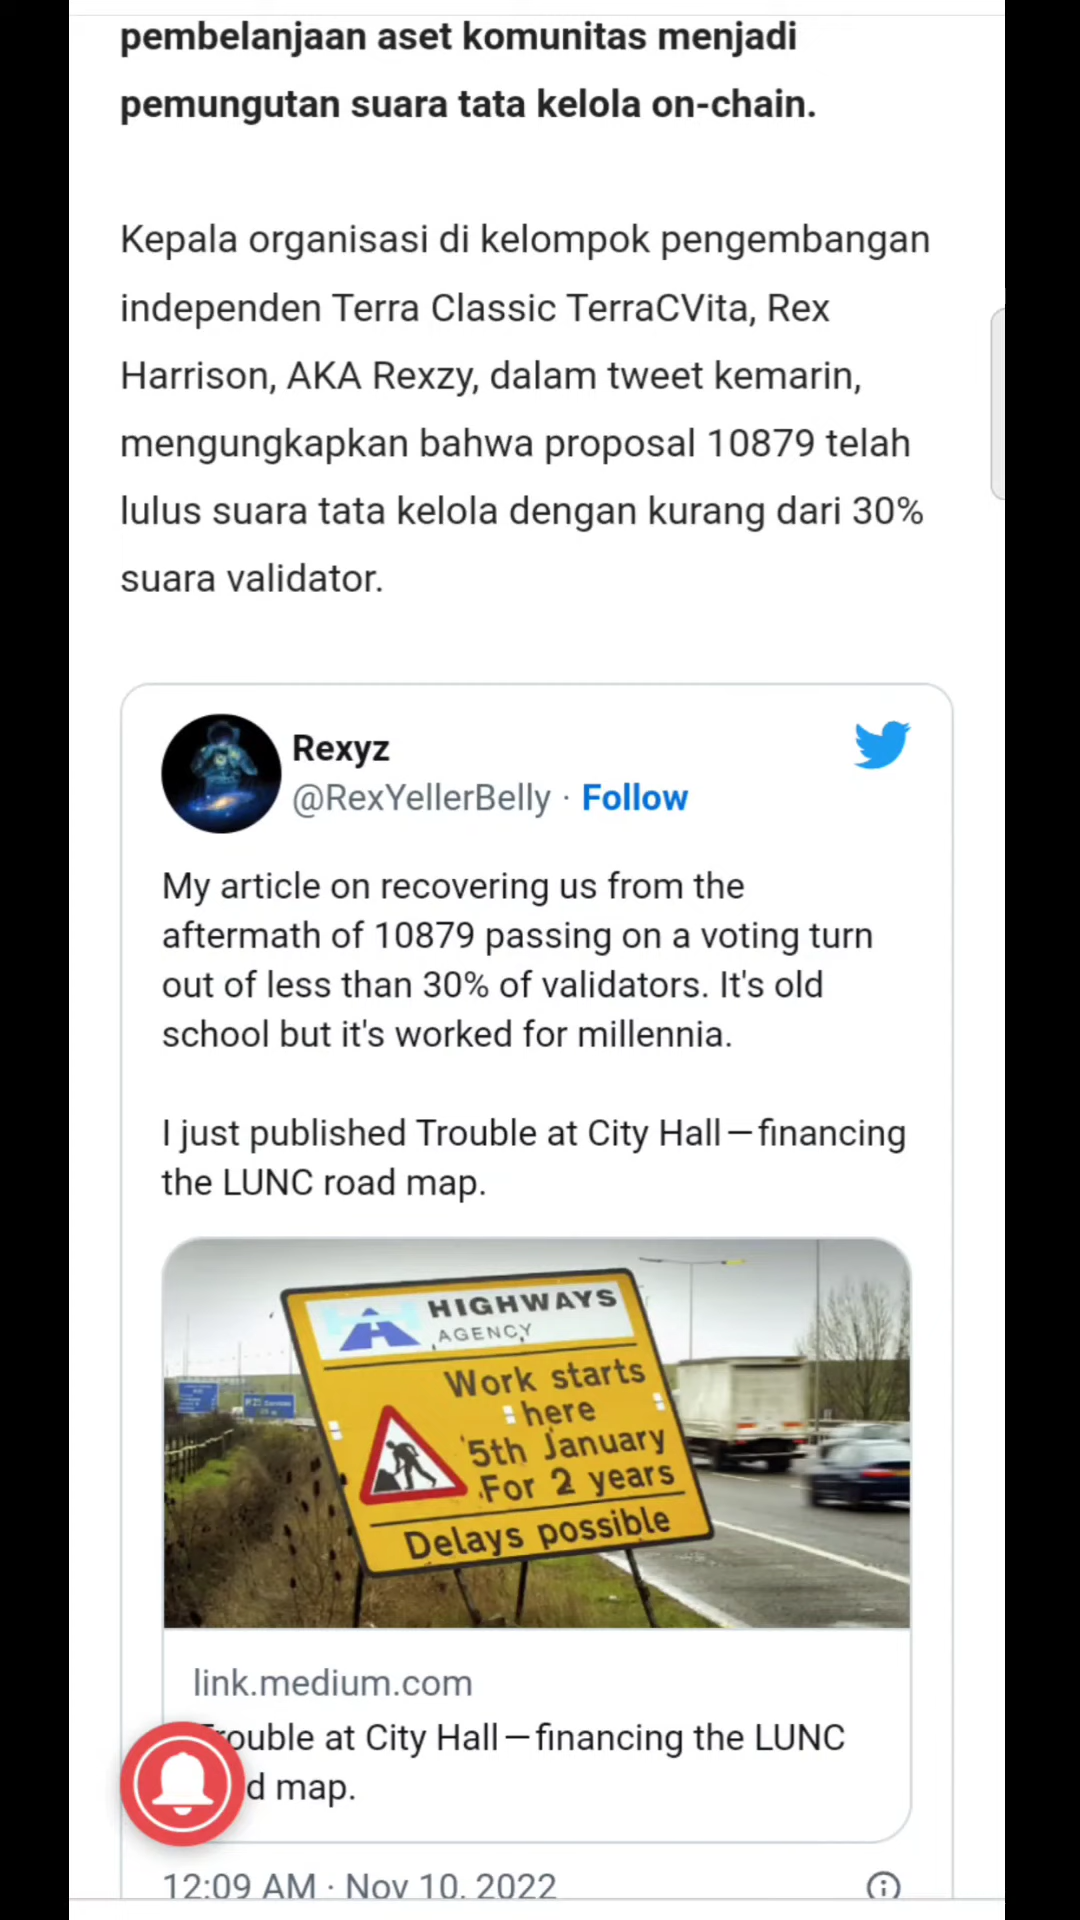 pembelanjaan aset komunitas menjadi
pemungutan suara tata kelola on-chain.
Kepala organisasi di kelompok pengembangan
independen Terra Classic TerraCVita, Rex
Harrison, AKA Rexzy, dalam tweet kemarin,
mengungkapkan bahwa proposal 10879 telah
lulus suara tata kelola dengan kurang dari 30%
suara validator.
Rexyz
@RexYellerBelly · Follow
My article on recovering us from the
aftermath of 10879 passing on a voting turn
out of less than 30% of validators. It's old
school but it's worked for millennia.
I just published Trouble at City Hall — financing
the LUNC road map.
HIGHWAYS
AGENCY
Work starts
here
5th January
For 2 years
Delays possible
link.medium.com
Trouble at City Hall — financing the LUNC
d map.
12:09 AM · Nov 10, 2022